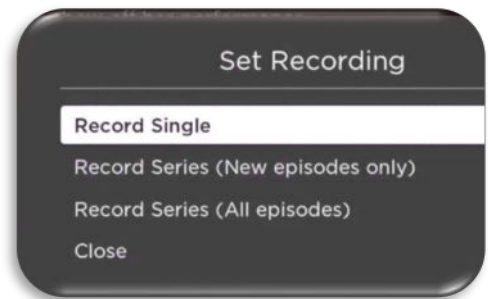 Set Recording
Record Single
Record Series (New episodes only)
Record Series (All episodes)
Close